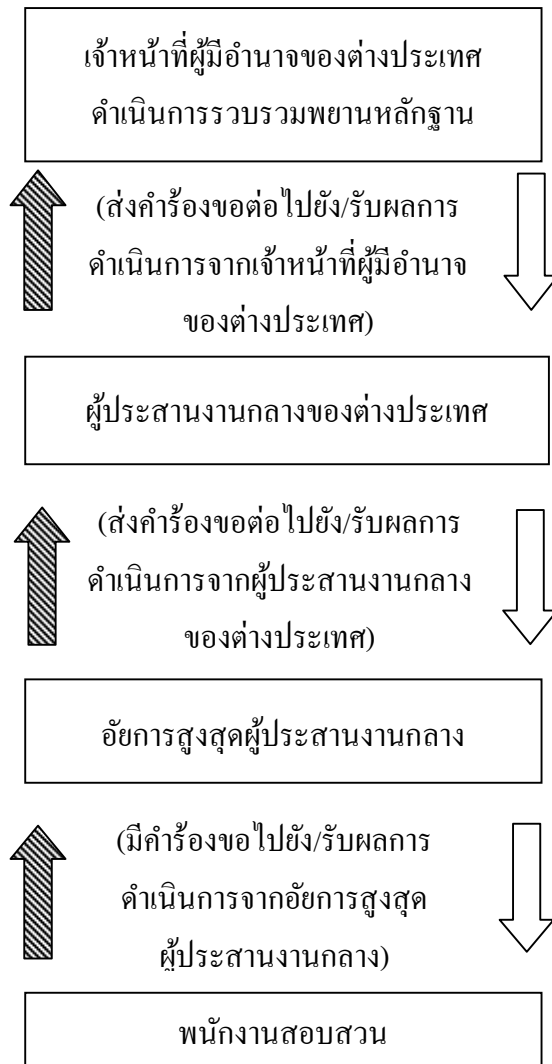 เจ้าหน้าที่ผู้มีอำนาจของต่างประเทศ
ดำเนินการรวบรวมพยานหลักฐาน
(ส่งคำร้องขอต่อไปยัง/รับผลการ
ดำเนินการจากเจ้าหน้าที่ผู้มีอำนาจ
ของต่างประเทศ)
ผู้ประสานงานกลางของต่างประเทศ
(ส่งคำร้องขอต่อไปยัง/รับผลการ
ดำเนินการจากผู้ประสานงานกลาง
ของต่างประเทศ)
อัยการสูงสุดผู้ประสานงานกลาง
(มีคำร้องขอไปยัง/รับผลการ
ดำเนินการจากอัยการสูงสุด
ผู้ประสานงานกลาง)
พนักงานสอบสวน